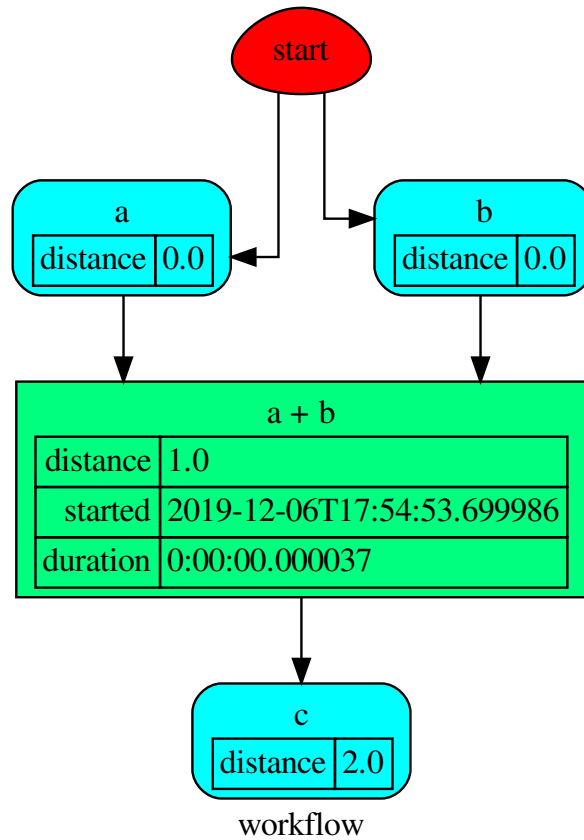 start
a
distance 0.0
b
distance 0.0
a + b
distance 1.0
started 2019-12-06T17:54:53.699986
duration 0:00:00.000037
c
distance 2.0
workflow